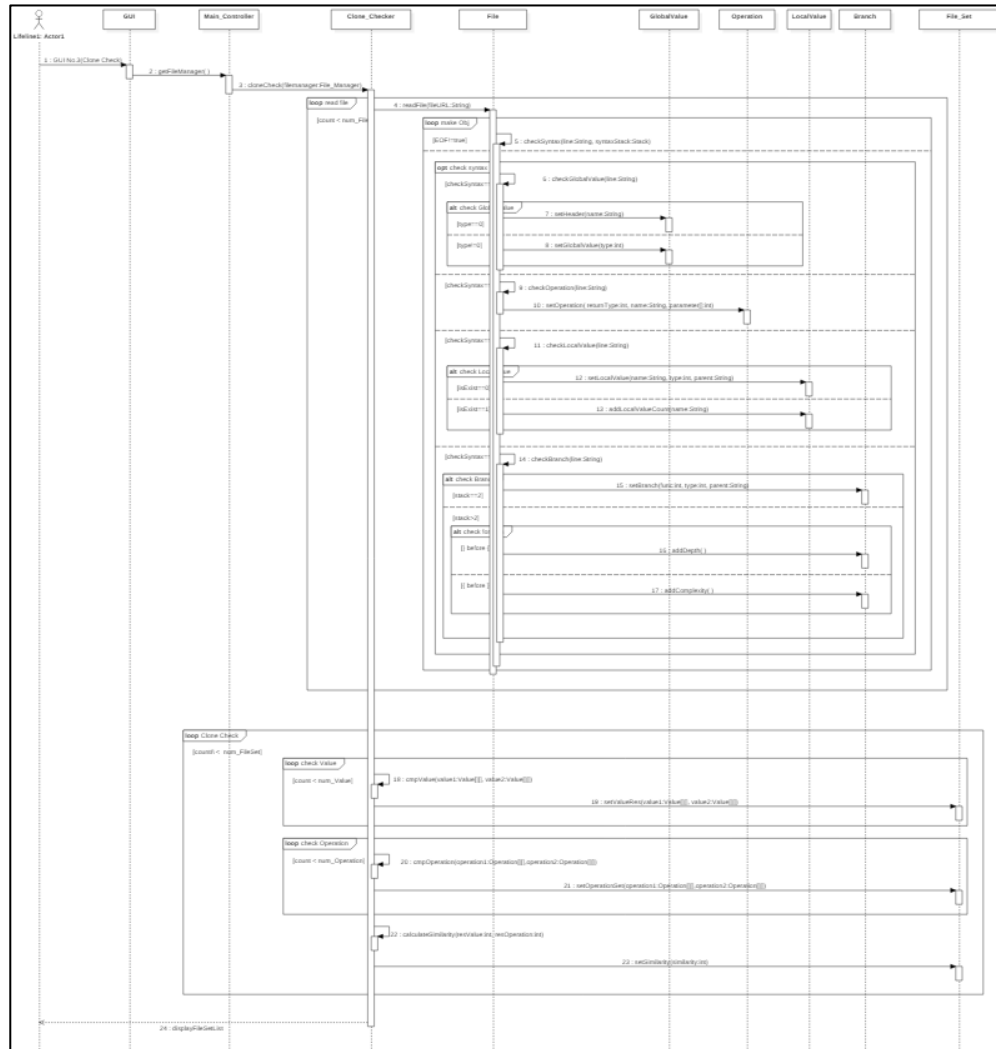 GUI
Main_Controller
Clone_Checker
File
GlobalValue
Operation
LocalValue
Branch
File_Set
Lifeline1: Actor1
1 : GUI No.3(Clone Check)
2 : getFileManager( )
3 : cloneCheck(filemanager:File_Manager)
loop read file
4 : readFile(fileURL:String)
[count < num_File
loop make Obj
[EOF!=true]
5 : checkSyntax(line:String, syntaxStack:Stack)
opt check syntax
6 : checkGlobalValue(line:String)
[checkSyntax==
alt check Glo
7 : setHeader(name:String)
[type==0]
8 : setGlobalValue(type:int)
[type!=0]
[checkSyntax==
9 : checkOperation(line:String)
10 : setOperation( returnType:int, name:String, parameter[]:int)
[checkSyntax==
11 : checkLocalValue(line:String)
alt check Loc
12 : setLocalValue(name:String, type:int, parent:String)
[isExist==0
13 : addLocalValueCount(name:String)
[isExist==1
[checkSyntax==
14 : checkBranch(line:String)
alt check Bran
15 : setBranch(func:int, type:int, parent:String)
[stack==2]
[stack>2]
alt check fo
16 : addDepth( )
17 : addComplexity( )
loop Clone Check
loop check Value
[count < num_Value]
18 : cmpValue(value1:Value[][], value2:Value[][])
19 : setValueRes(value1:Value[][], value2:Value[][])
loop check Operation
[count < num_Operation]
20 : cmpOperation(operation1:Operation[][],operation2:Operation[][])
21 : setOperationSet(operation1:Operation[][],operation2:Operation[][])
22 : calculateSimilarity(resValue:int, resOperation:int)
23 : setSimilarity(similarity:int)
24 : displayFileSetList